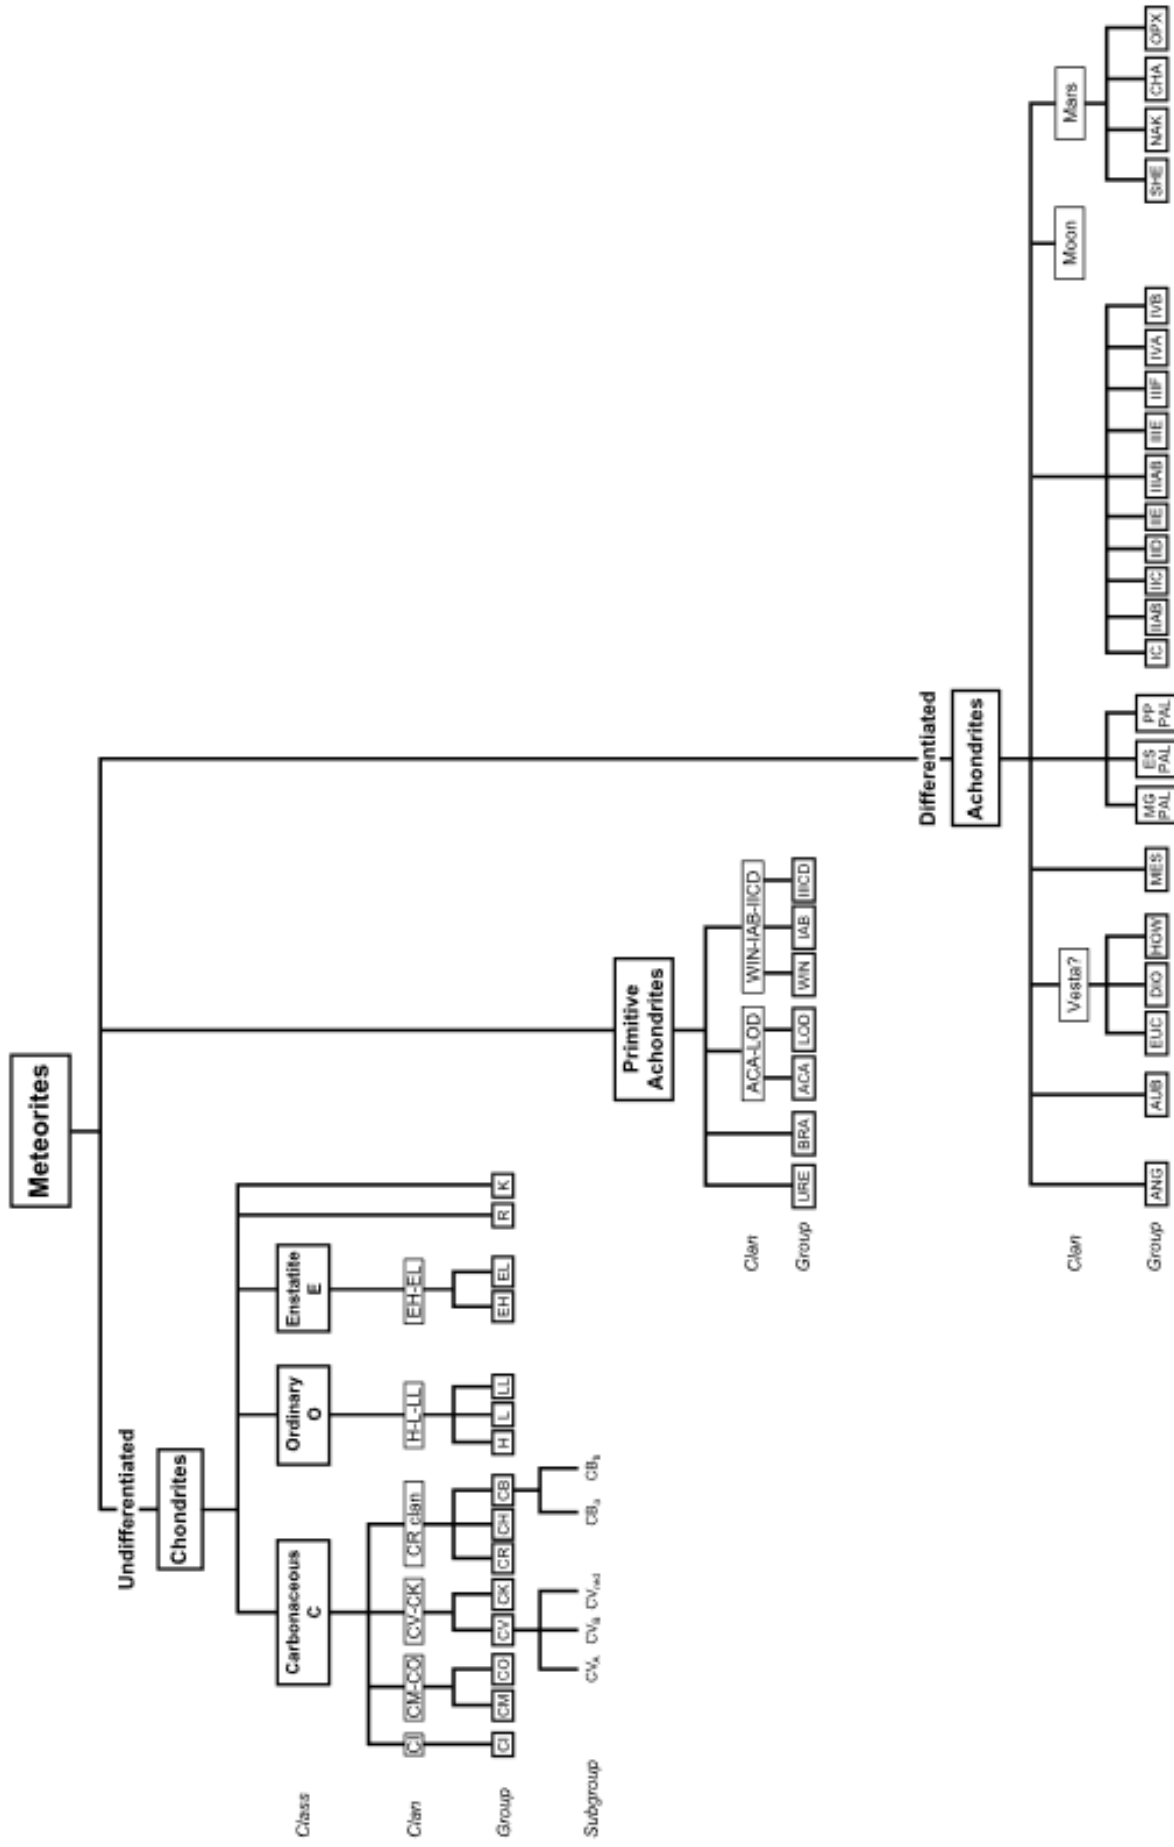 Meteorites
Undifferentiated
Chondrites
Class
Carbonaceous
C
Ordinary
O
Enstatite
E
Clan
CI
CM-CO
CV-CK
CR clan
H-L-LL
EH-EL
Group
CI
CM
CO
CV
CK
CR
CH
CB
H
L
LL
EH
EL
R
K
Subgroup
CVA
CVB
CVred
CBa
CBb
Primitive
Achondrites
Clan
ACA-LOD
WIN-IAB-IICD
Group
URE
BRA
ACA
LOD
WIN
IAB
IIICD
Differentiated
Achondrites
Clan
Vesta?
Moon
Mars
Group
ANG
AUB
EUC
DIO
HOW
MES
MG
PAL
ES
PAL
PP
PAL
IC
IIAB
IIC
IID
IIE
IIIAB
IIIE
IIIF
IVA
IVB
SHE
NAK
CHA
OPX